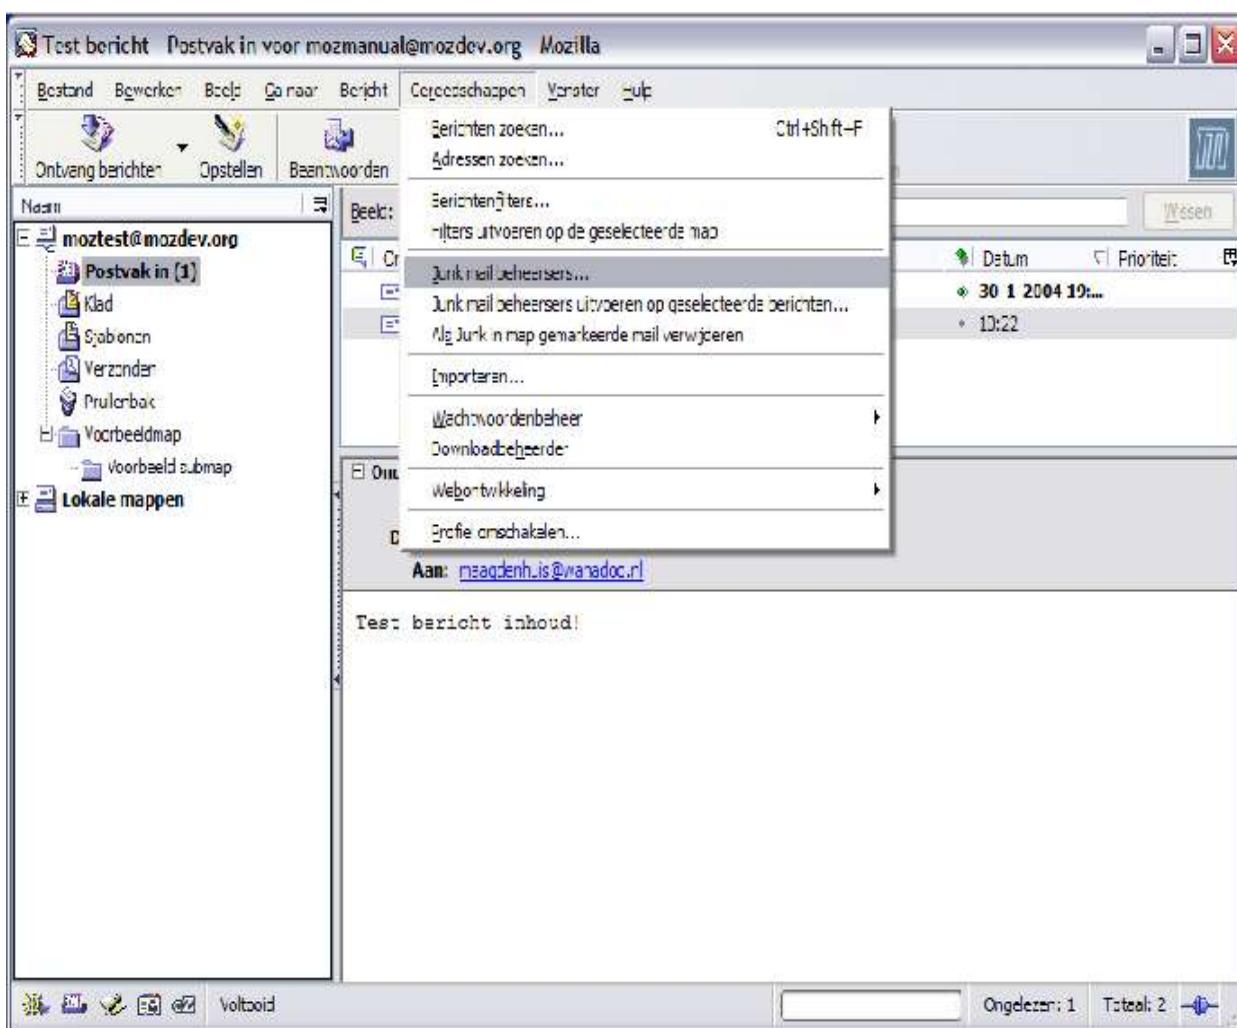 Test bericht Postvak in voor mozmanual@mozdev.org Mozilla
Bestand Bewerken Beeld Ga naar Bericht Gereedschappen Venster Hulp
Ontvang berichten Opstellen Beantwoorden
Naam
Beeld:
Wissen
moztest@mozdev.org
Postvak in (1)
Klad
Sjablonen
Verzonden
Prullenbak
Voorbeeldmap
Voorbeeld submap
Lokale mappen
Berichten zoeken... Ctrl+Shift+F
Adressen zoeken...
Berichtenfilters...
Filters uitvoeren op de geselecteerde map
Junk mail beheersers...
Junk mail beheersers uitvoeren op geselecteerde berichten...
Als Junk in map gemarkeerde mail verwijderen
Importeren...
Wachtwoordenbeheer
Downloadbeheerder
Webontwikkeling
Profiel omschakelen...
Datum Prioriteit
30 1 2004 19:...
10:22
Aan: maagdenhuis@wanadoo.nl
Test bericht inhoud!
Voltooid
Ongelezen: 1 Totaal: 2